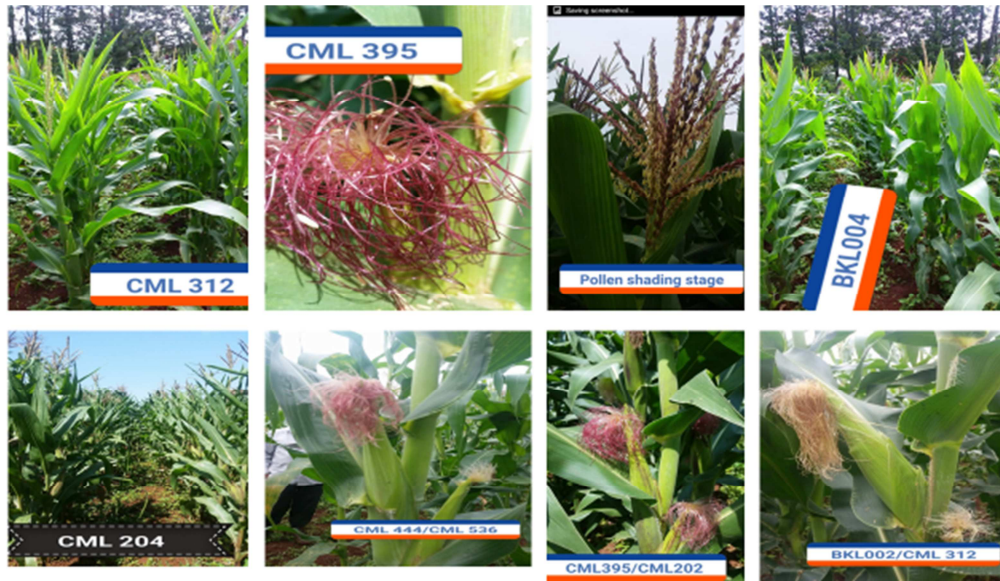 CML 312
CML 395
Saving screenshot...
Pollen shading stage
BKL004
CML 204
CML 444/CML 536
CML395/CML202
BKL002/CML 312